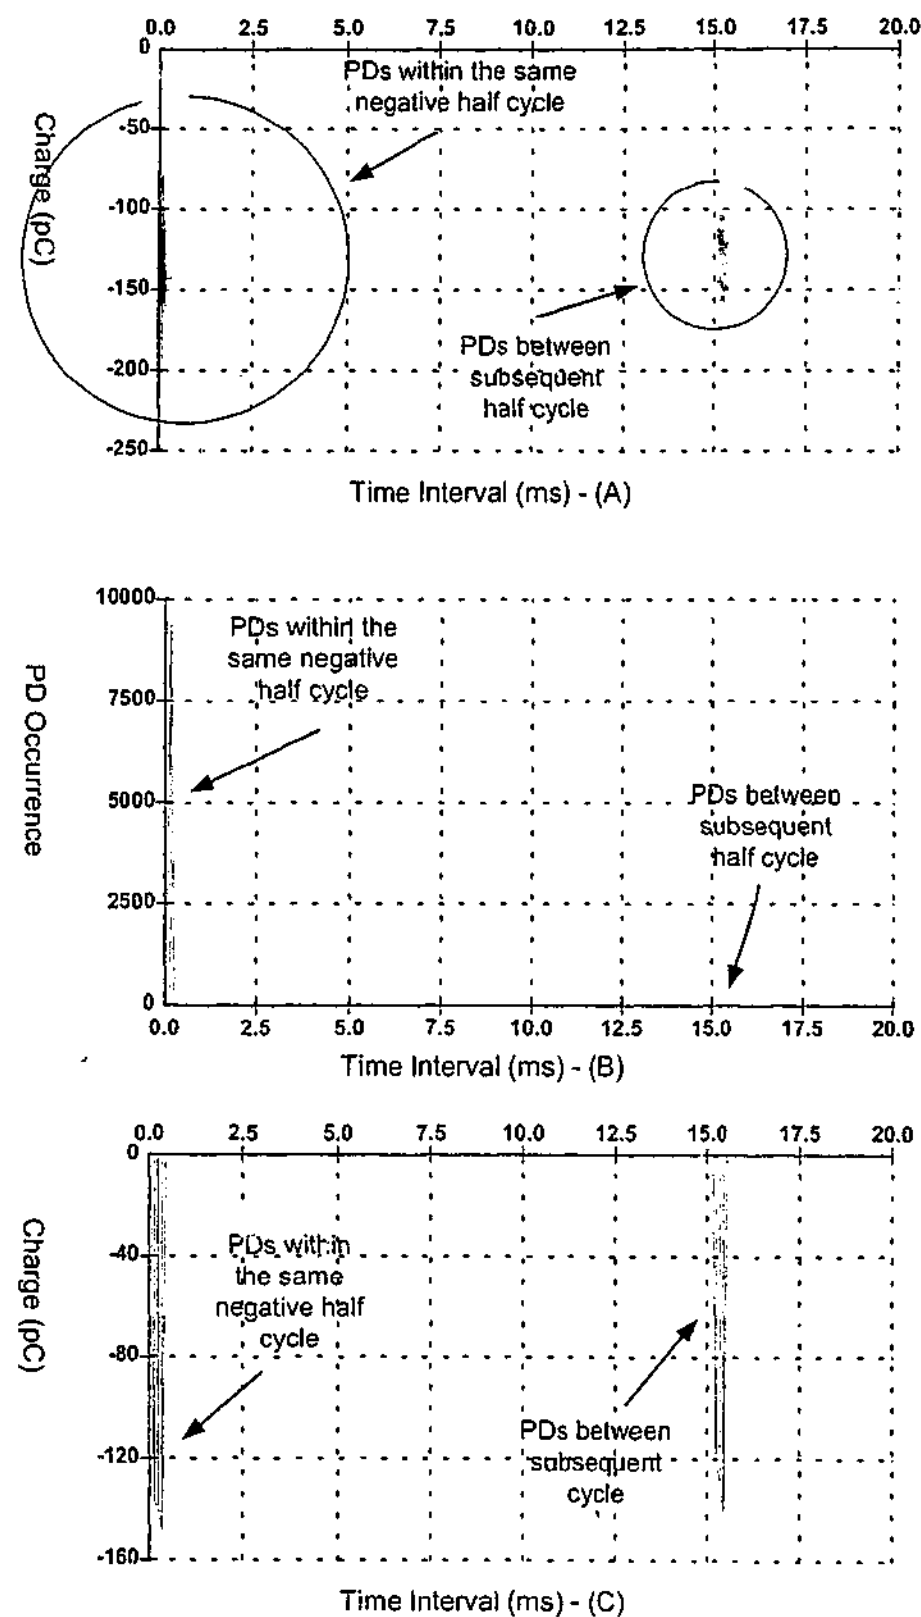 0.0 2.5 5.0 7.5 10.0 12.5 15.0 17.5 20.0
0
-50
-100
-150
-200
-250
Charge (pC)
PDs within the same
negative half cycle
PDs between
subsequent
half cycle
Time Interval (ms) - (A)
10000
7500
5000
2500
0
PD Occurrence
PDs within the
same negative
half cycle
PDs between
subsequent
half cycle
0.0 2.5 5.0 7.5 10.0 12.5 15.0 17.5 20.0
Time Interval (ms) - (B)
0.0 2.5 5.0 7.5 10.0 12.5 15.0 17.5 20.0
0
-40
-80
-120
-160
Charge (pC)
PDs within
the same
negative half
cycle
PDs between
subsequent
cycle
Time Interval (ms) - (C)